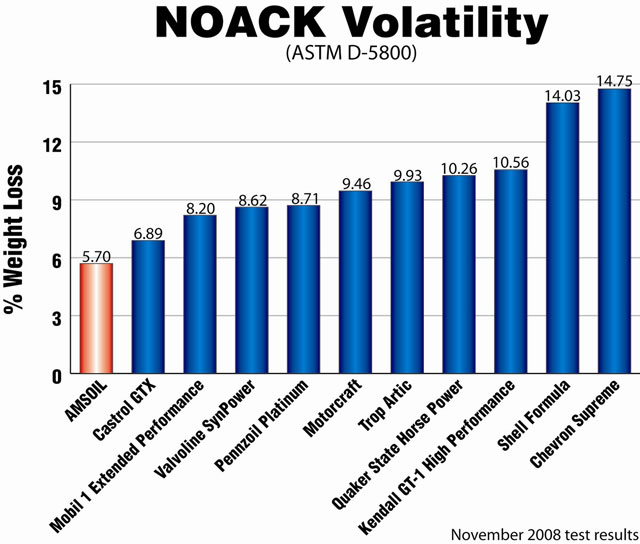 NOACK Volatility
(ASTM D-5800)
% Weight Loss
15
12
9
6
3
0
5.70
6.89
8.20
8.62
8.71
9.46
9.93
10.26
10.56
14.03
14.75
AMSOIL
Castrol GTX
Mobil 1 Extended Performance
Valvoline SynPower
Pennzoil Platinum
Motorcraft
Trop Artic
Quaker State Horse Power
Kendall GT-1 High Performance
Shell Formula
Chevron Supreme
November 2008 test results